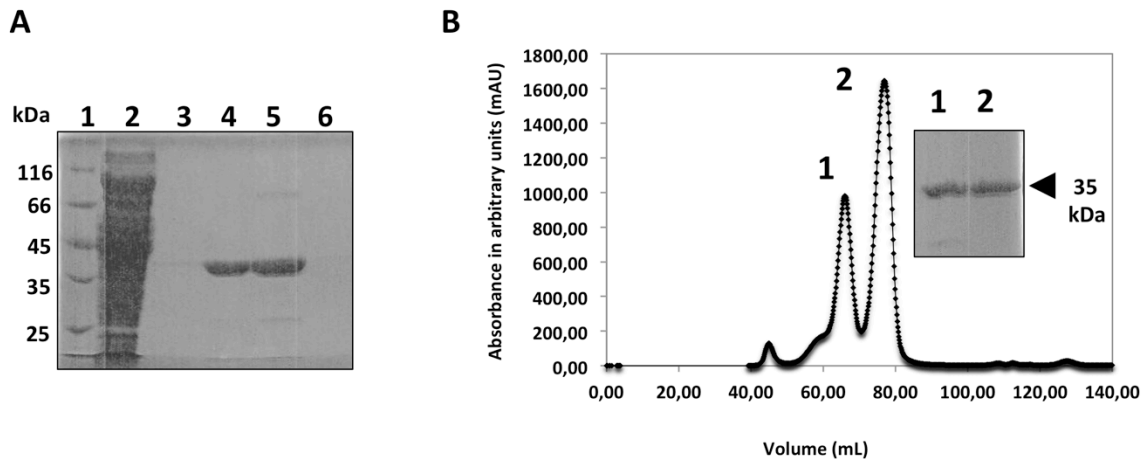 A
kDa 1 2 3 4 5 6
116
66
45
35
25
B
Absorbance in arbitrary units (mAU)
1800,00
1600,00
1400,00
1200,00
1000,00
800,00
600,00
400,00
200,00
0,00
1
2
1 2
35
kDa
0,00 20,00 40,00 60,00 80,00 100,00 120,00 140,00
Volume (mL)